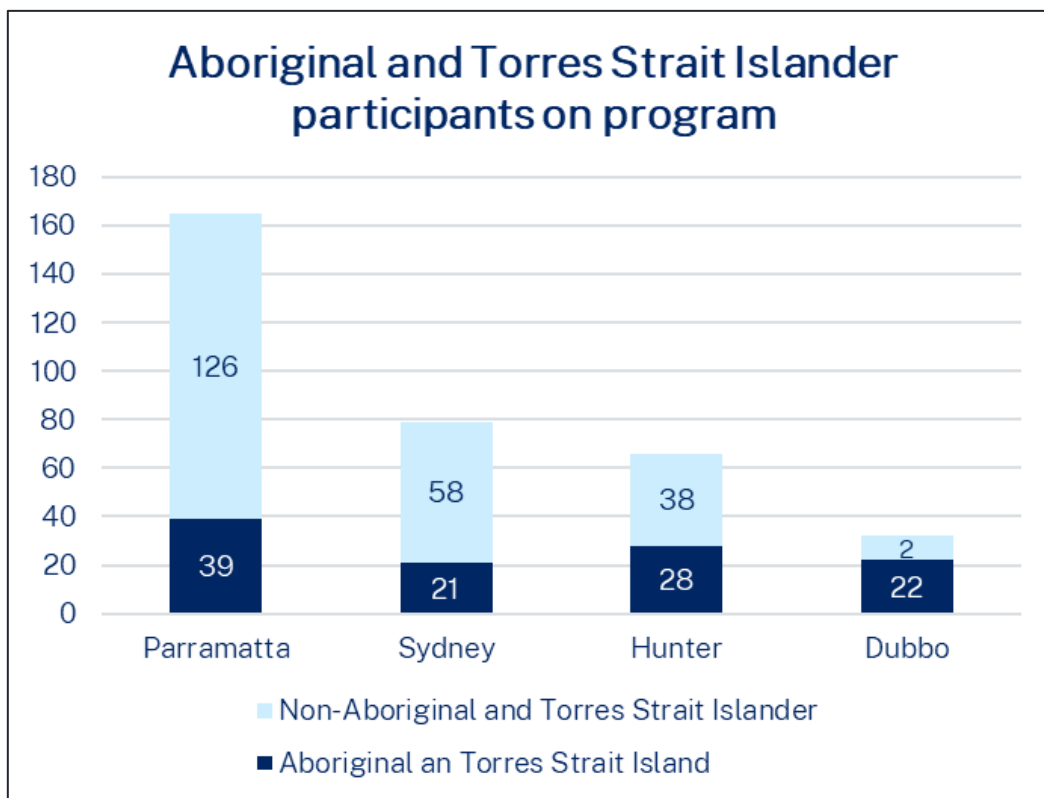 Aboriginal and Torres Strait Islander
participants on program
180
160
140
120
100
80
60
40
20
0
126
39
58
21
38
28
2
22
Parramatta
Sydney
Hunter
Dubbo
Non-Aboriginal and Torres Strait Islander
Aboriginal an Torres Strait Island